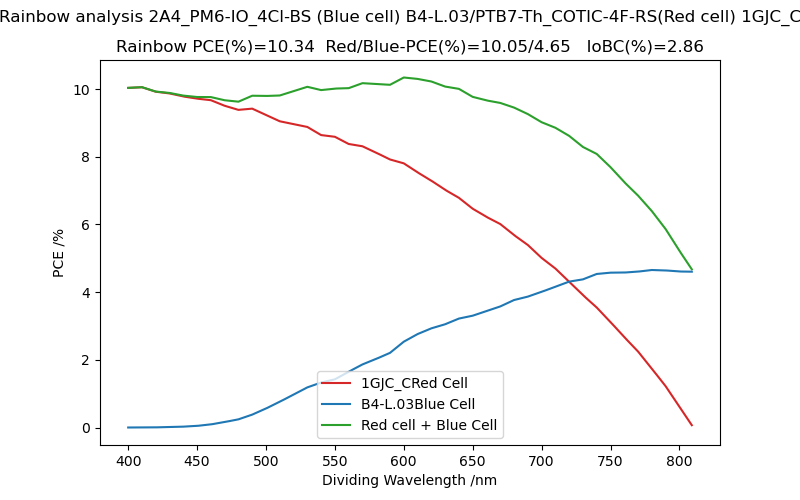 Rainbow analysis 2A4_PM6-IO_4Cl-BS (Blue cell) B4-L.03/PTB7-Th_COTIC-4F-RS(Red cell) 1GJC_C
Rainbow PCE(%)=10.34  Red/Blue-PCE(%)=10.05/4.65   IoBC(%)=2.86
10
8
6
4
2
0
PCE /%
1GJC_CRed Cell
B4-L.03Blue Cell
Red cell + Blue Cell
400 450 500 550 600 650 700 750 800
Dividing Wavelength /nm